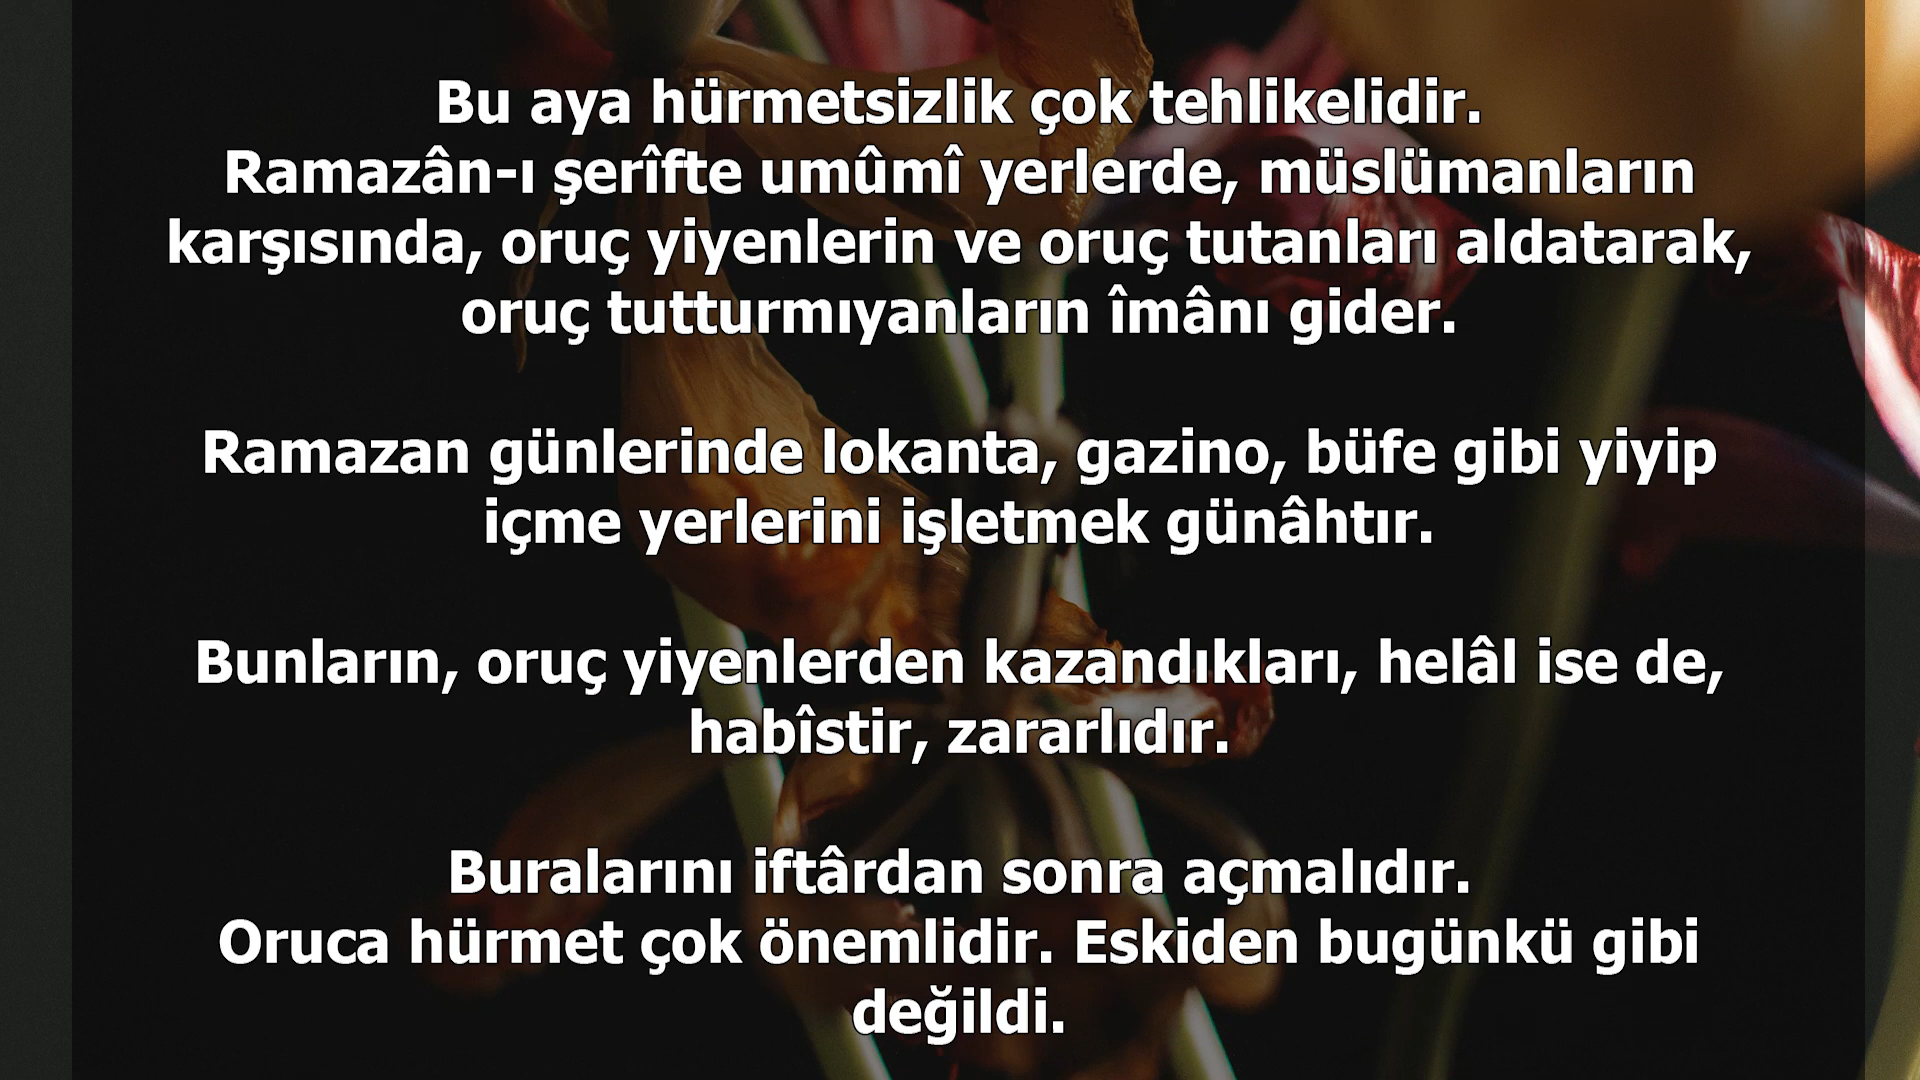 Bu aya hürmetsizlik çok tehlikelidir.
Ramazân-ı şerîfte umûmî yerlerde, müslümanların
karşısında, oruç yiyenlerin ve oruç tutanları aldatarak,
oruç tutturmıyanların îmânı gider.
Ramazan günlerinde lokanta, gazino, büfe gibi yiyip
içme yerlerini işletmek günâhtır.
Bunların, oruç yiyenlerden kazandıkları, helâl ise de,
habîstir, zararlıdır.
Buralarını iftârdan sonra açmalıdır.
Oruca hürmet çok önemlidir. Eskiden bugünkü gibi
değildi.